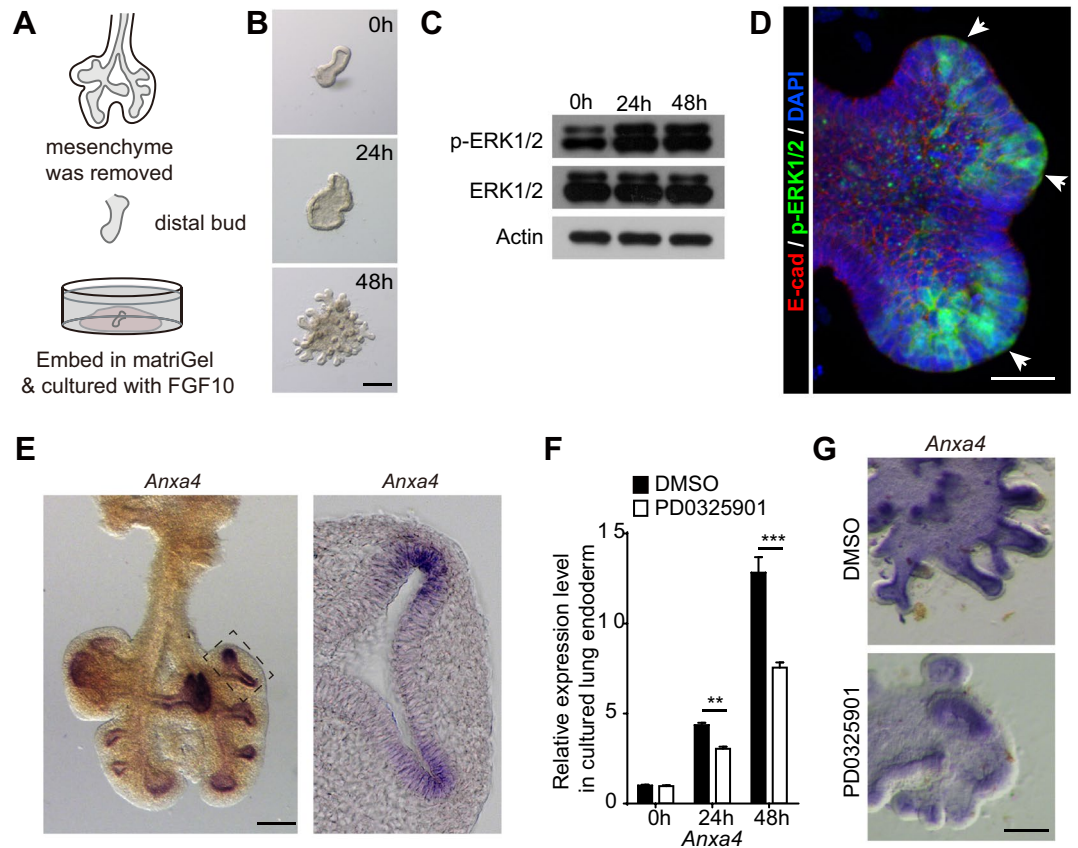 A
mesenchyme
was removed
distal bud
Embed in matriGel
& cultured with FGF10
B
0h
24h
48h
C
0h 24h 48h
p-ERK1/2
ERK1/2
Actin
D
E-cad / p-ERK1/2 / DAPI
E
Anxa4
Anxa4
F
DMSO
PD0325901
Relative expression level
in cultured lung endoderm
15
10
5
0
**
***
0h 24h 48h
Anxa4
G
Anxa4
DMSO
PD0325901